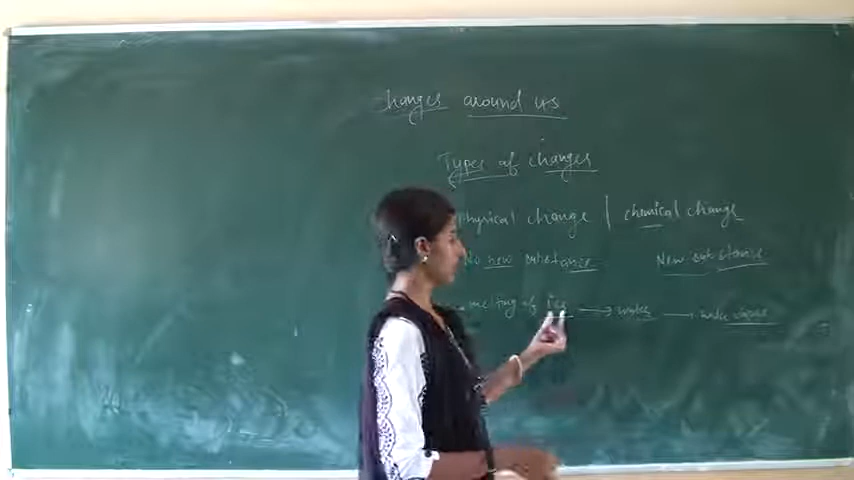 changes around us
Types of changes
physical change | chemical change
No new substance New substance
melting of ice → water → water vapour